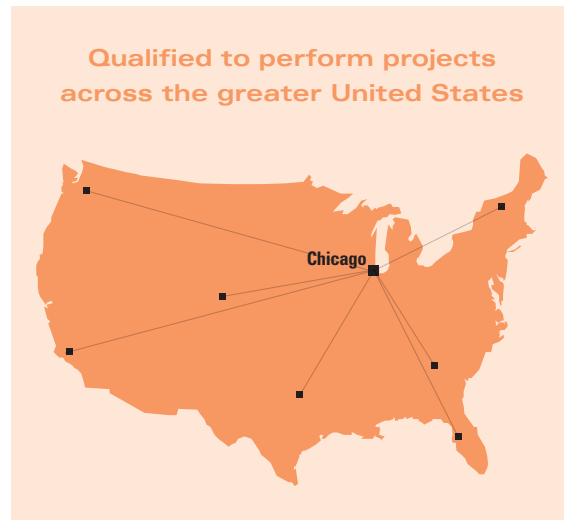 Qualified to perform projects
across the greater United States
Chicago